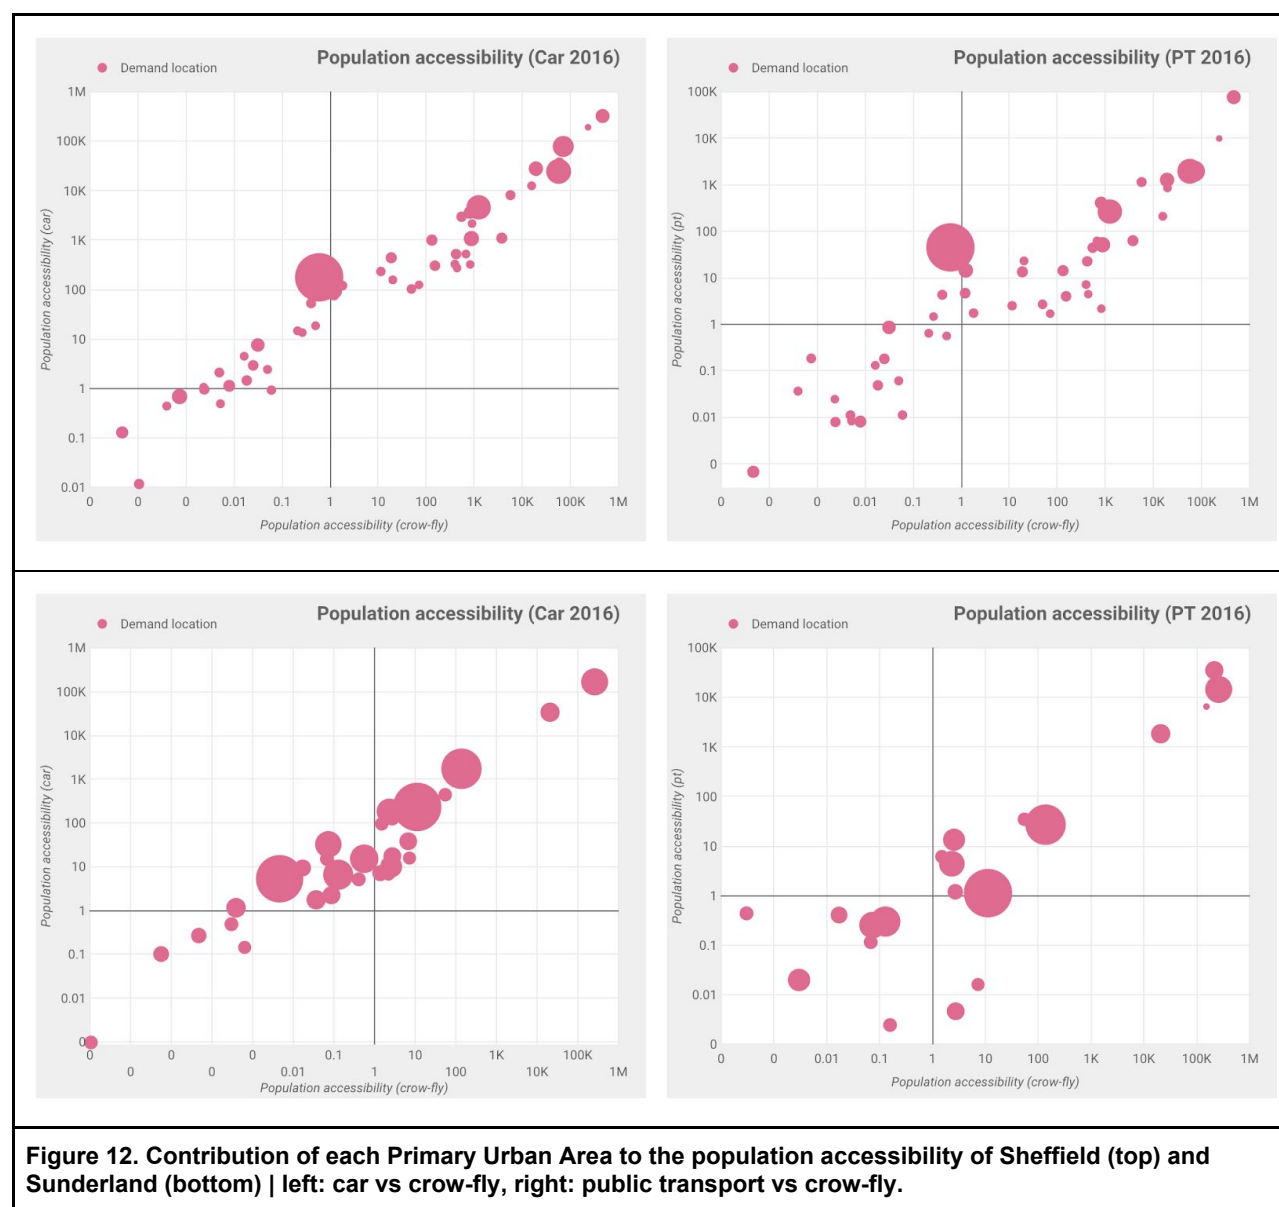 Population accessibility (Car 2016)
Demand location
1M
100K
10K
1K
100
10
1
0.1
0.01
Population accessibility (car)
0 0 0 0.01 0.1 1 10 100 1K 10K 100K 1M
Population accessibility (crow-fly)
Population accessibility (PT 2016)
Demand location
100K
10K
1K
100
10
1
0.1
0.01
0
Population accessibility (pt)
0 0 0 0.01 0.1 1 10 100 1K 10K 100K 1M
Population accessibility (crow-fly)
Population accessibility (Car 2016)
Demand location
1M
100K
10K
1K
100
10
1
0.1
0.01
0
Population accessibility (car)
0 0 0 0.1 10 1K 100K
0 0 0.01 1 100 10K 1M
Population accessibility (crow-fly)
Population accessibility (PT 2016)
Demand location
100K
10K
1K
100
10
1
0.1
0.01
0
Population accessibility (pt)
0 0 0.01 0.1 1 10 100 1K 10K 100K 1M
Population accessibility (crow-fly)
Figure 12. Contribution of each Primary Urban Area to the population accessibility of Sheffield (top) and
Sunderland (bottom) | left: car vs crow-fly, right: public transport vs crow-fly.